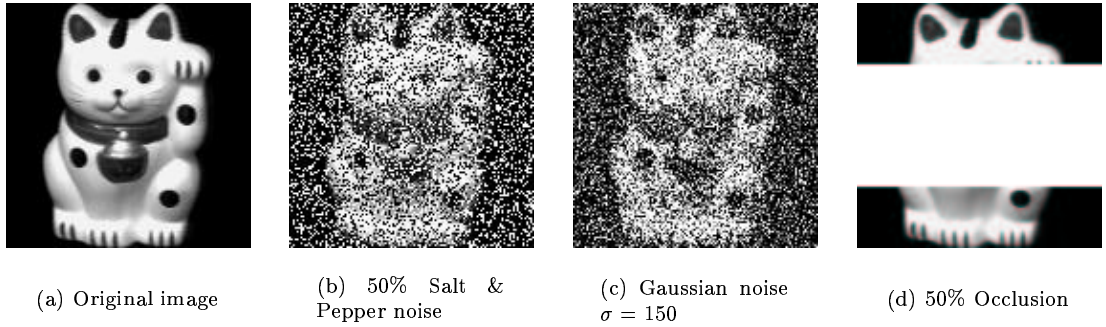 (a) Original image
(b) 50% Salt &
Pepper noise
(c) Gaussian noise
σ = 150
(d) 50% Occlusion